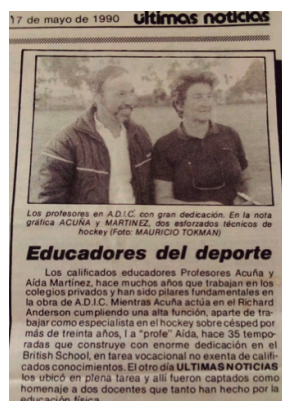 17 de mayo de 1990 últimas noticias
Los profesores en A.D.I.C. con gran dedicación. En la nota
gráfica ACUÑA y MARTINEZ, dos esforzados técnicos de
hockey (Foto: MAURICIO TOKMAN)
Educadores del deporte
Los calificados educadores Profesores Acuña y
Aída Martínez, hace muchos años que trabajan en los
colegios privados y han sido pilares fundamentales en
la obra de A.D.I.C. Mientras Acuña actúa en el Richard
Anderson cumpliendo una alta función, aparte de tra-
bajar como especialista en el hockey sobre césped por
más de treinta años, l a "profe" Aída, hace 35 tempo-
radas que construye con enorme dedicación en el
British School, en tarea vocacional no exenta de califi-
cados conocimientos. El otro día ULTIMAS NOTICIAS
los ubicó en plena tarea y allí fueron captados como
homenaje a dos docentes que tanto han hecho por la
educación física.